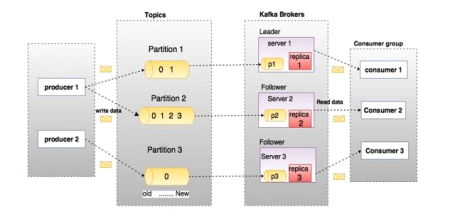 Topics
Kafka Brokers
Leader
Partition 1
server 1
Consumer group
0 1
p1
replica
1
consumer 1
producer 1
Partition 2
Follower
Server 2
write data
0 1 2 3
p2
replica
2
Read data
Consumer 2
producer 2
Partition 3
Follower
Server 3
0
p3
replica
3
Consumer 3
old ........ New